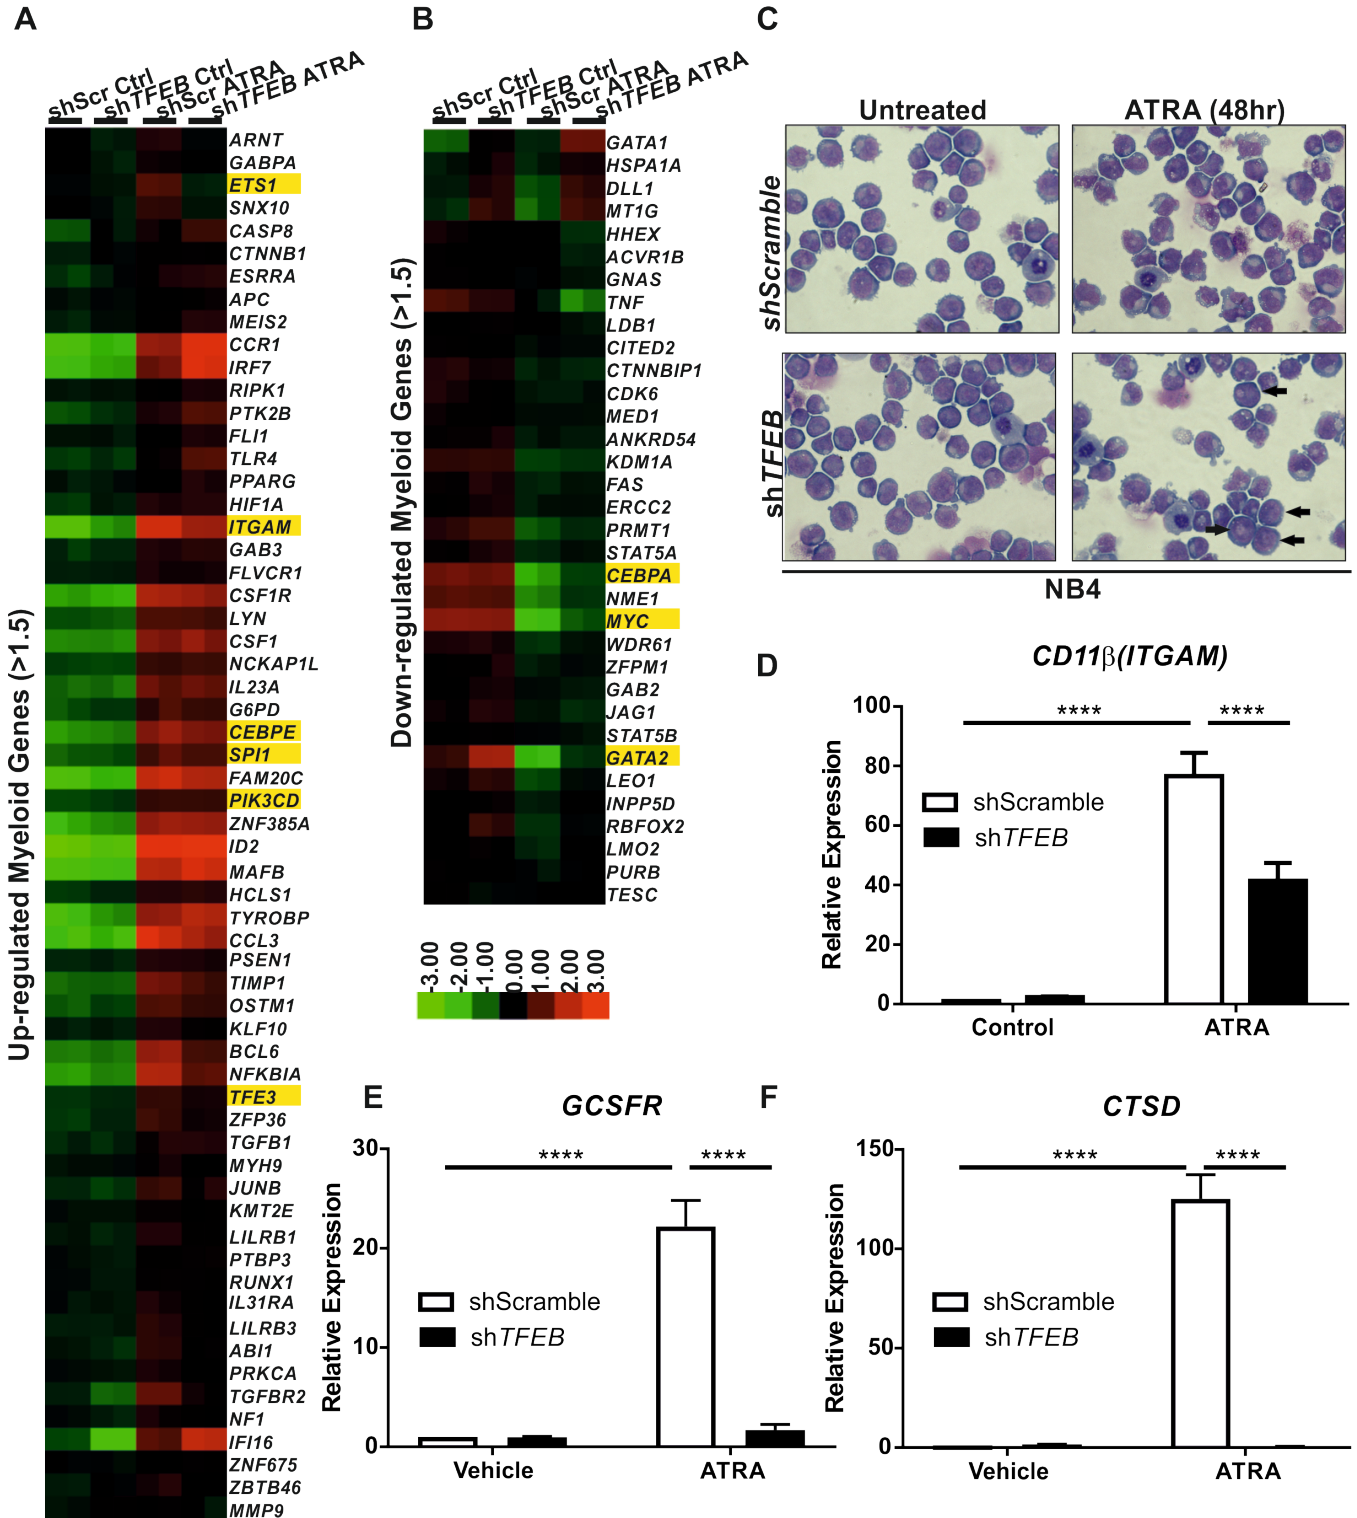 A
shScr Ctrl
shTFEB Ctrl
shScr ATRA
shTFEB ATRA
Up-regulated Myeloid Genes (>1.5)
ARNT
GABPA
ETS1
SNX10
CASP8
CTNNB1
ESRRA
APC
MEIS2
CCR1
IRF7
RIPK1
PTK2B
FLI1
TLR4
PPARG
HIF1A
ITGAM
GAB3
FLVCR1
CSF1R
LYN
CSF1
NCKAP1L
IL23A
G6PD
CEBPE
SPI1
FAM20C
PIK3CD
ZNF385A
ID2
MAFB
HCLS1
TYROBP
CCL3
PSEN1
TIMP1
OSTM1
KLF10
BCL6
NFKBIA
TFE3
ZFP36
TGFB1
MYH9
JUNB
KMT2E
LILRB1
PTBP3
RUNX1
IL31RA
LILRB3
ABI1
PRKCA
TGFBR2
NF1
IFI16
ZNF675
ZBTB46
MMP9
B
shScr Ctrl
shTFEB Ctrl
shScr ATRA
shTFEB ATRA
Down-regulated Myeloid Genes (>1.5)
GATA1
HSPA1A
DLL1
MT1G
HHEX
ACVR1B
GNAS
TNF
LDB1
CITED2
CTNNBIP1
CDK6
MED1
ANKRD54
KDM1A
FAS
ERCC2
PRMT1
STAT5A
CEBPA
NME1
MYC
WDR61
ZFPM1
GAB2
JAG1
STAT5B
GATA2
LEO1
INPP5D
RBFOX2
LMO2
PURB
TESC
-3.00
-2.00
-1.00
0.00
1.00
2.00
3.00
C
Untreated
ATRA (48hr)
shScramble
shTFEB
NB4
D
CD11β(ITGAM)
Relative Expression
100
80
60
40
20
0
****
****
shScramble
shTFEB
Control
ATRA
E
GCSFR
Relative Expression
30
20
10
0
****
****
shScramble
shTFEB
Vehicle
ATRA
F
CTSD
Relative Expression
150
100
50
0
****
****
shScramble
shTFEB
Vehicle
ATRA